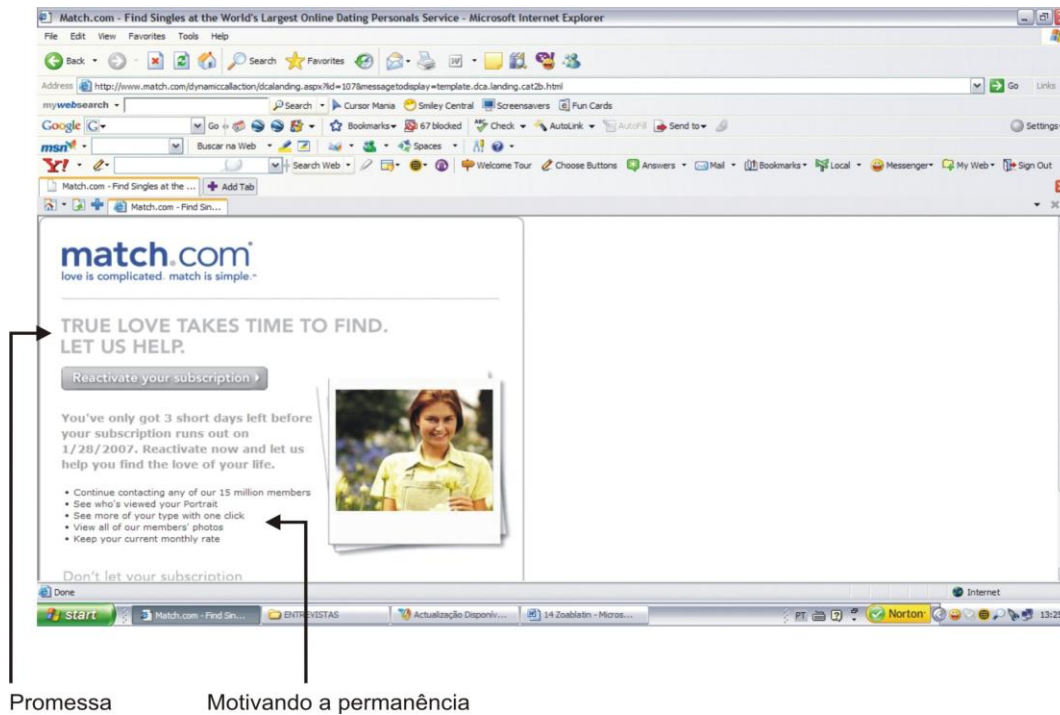 Match.com - Find Singles at the World's Largest Online Dating Personals Service - Microsoft Internet Explorer
File Edit View Favorites Tools Help
Back Search Favorites
Address http://www.match.com/dynamiccallaction/dcalanding.aspx?lid=107&messagetodisplay=template.dca.landing.cat2b.html Go Links
mywebsearch Search Cursor Mania Smiley Central Screensavers Fun Cards
Google G Go Bookmarks 67 blocked Check AutoLink AutoFill Send to Settings
msn Buscar na Web Spaces
Y! Search Web Welcome Tour Choose Buttons Answers Mail Bookmarks Local Messenger My Web Sign Out
Match.com - Find Singles at the ... Add Tab
Match.com - Find Sin...
match.com
love is complicated. match is simple.™
TRUE LOVE TAKES TIME TO FIND.
LET US HELP.
Reactivate your subscription
You've only got 3 short days left before
your subscription runs out on
1/28/2007. Reactivate now and let us
help you find the love of your life.
• Continue contacting any of our 15 million members
• See who's viewed your Portrait
• See more of your type with one click
• View all of our members' photos
• Keep your current monthly rate
Don't let your subscription
Done Internet
start Match.com - Find Sin... ENTREVISTAS Actualização Disponív... 14 Zoablatin - Micros... PT Norton 13:25
Promessa Motivando a permanência